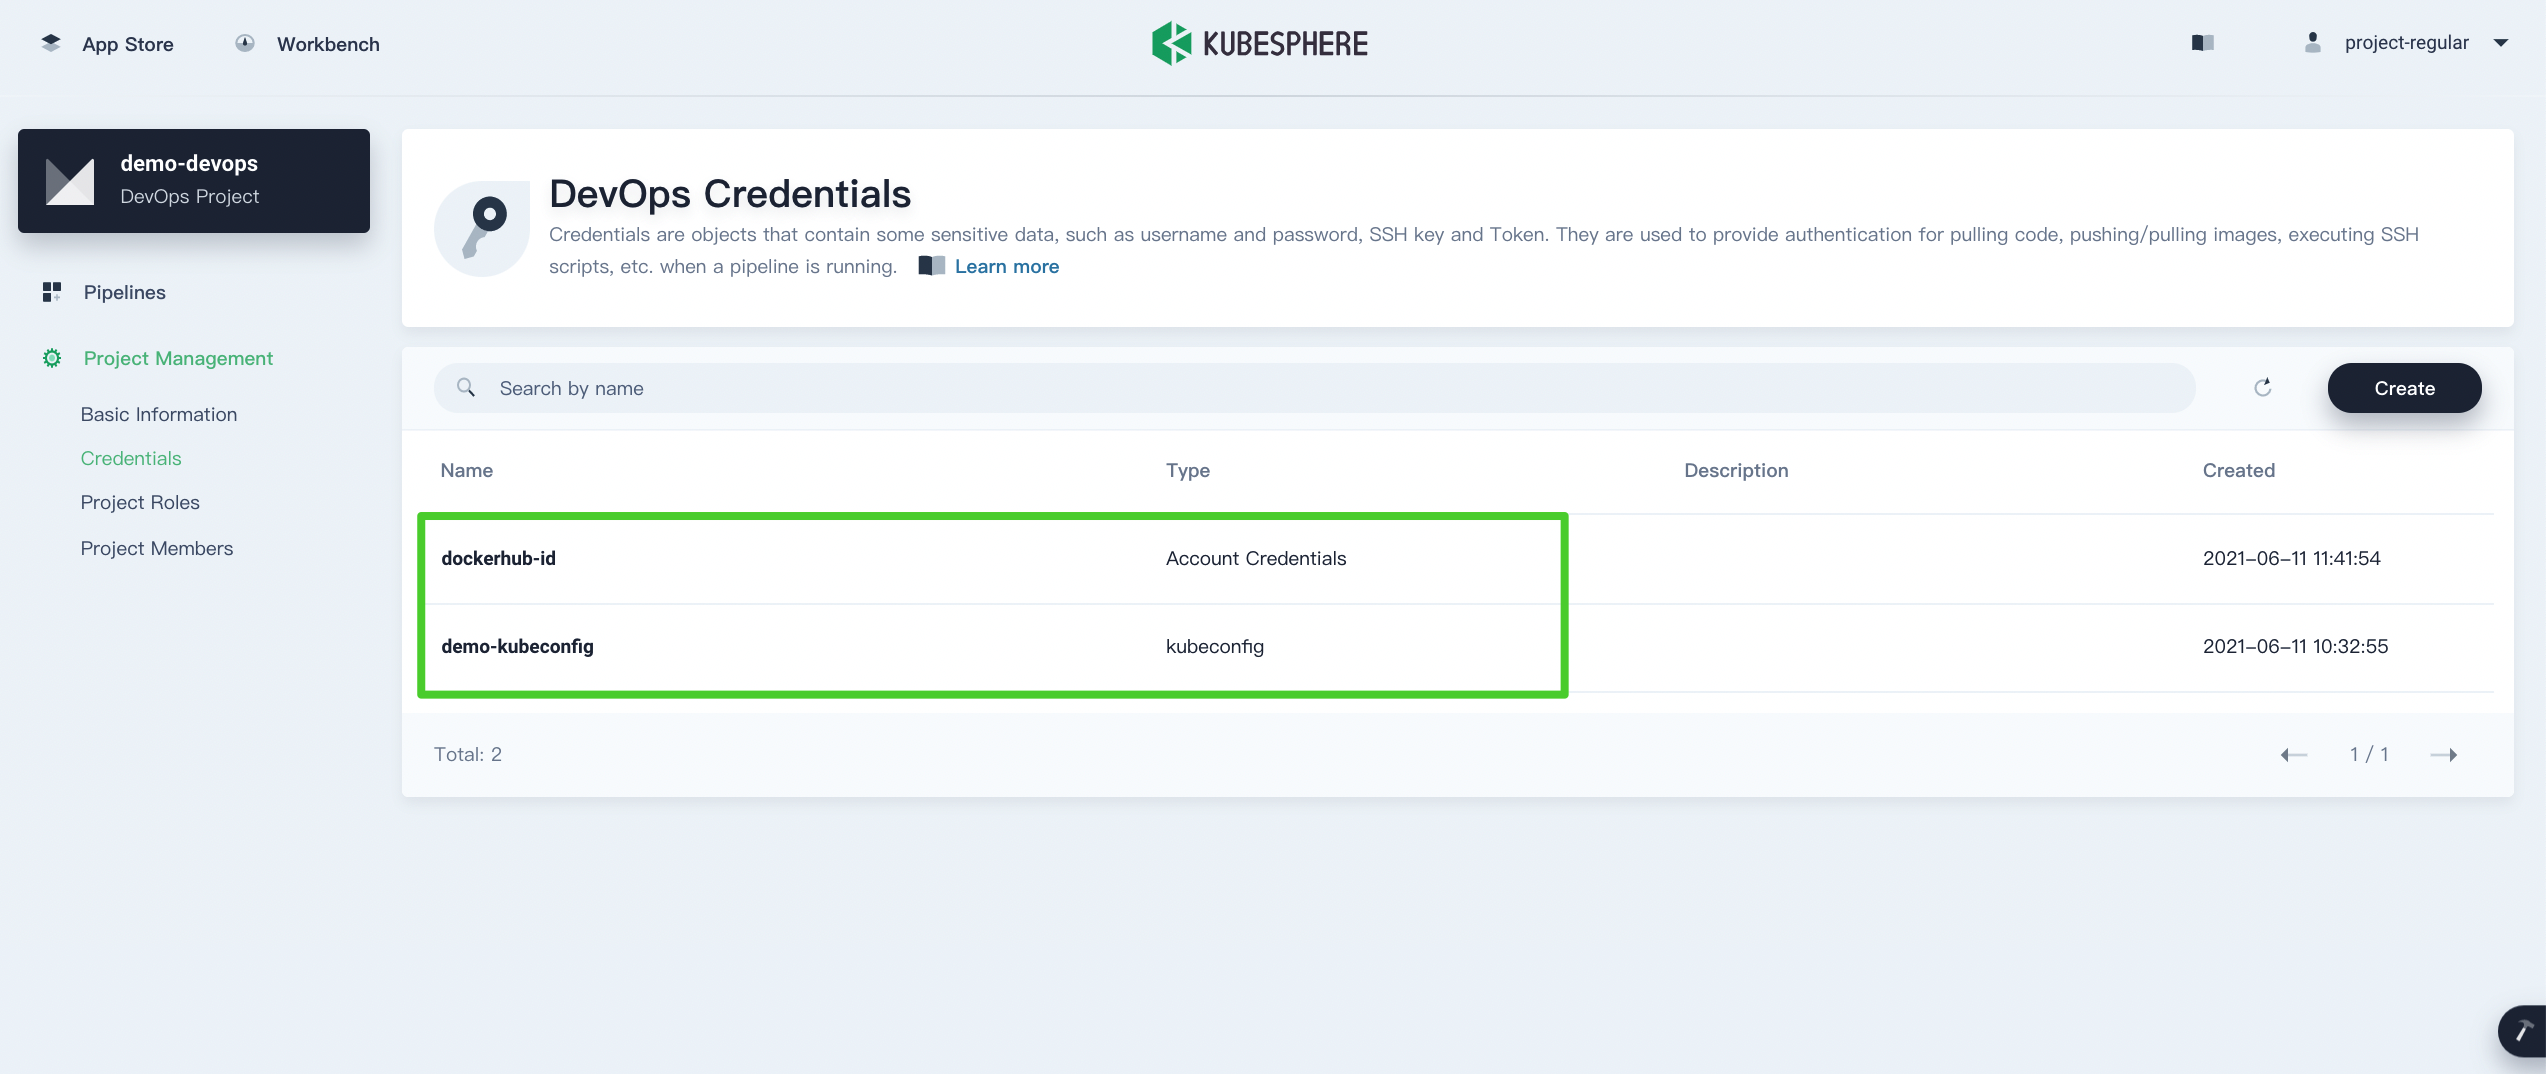 App Store
Workbench
KUBESPHERE
project-regular
demo-devops
DevOps Project
Pipelines
Project Management
Basic Information
Credentials
Project Roles
Project Members
DevOps Credentials
Credentials are objects that contain some sensitive data, such as username and password, SSH key and Token. They are used to provide authentication for pulling code, pushing/pulling images, executing SSH
scripts, etc. when a pipeline is running. Learn more
Search by name
Create
Name Type Description Created
dockerhub-id Account Credentials 2021-06-11 11:41:54
demo-kubeconfig kubeconfig 2021-06-11 10:32:55
Total: 2
1 / 1